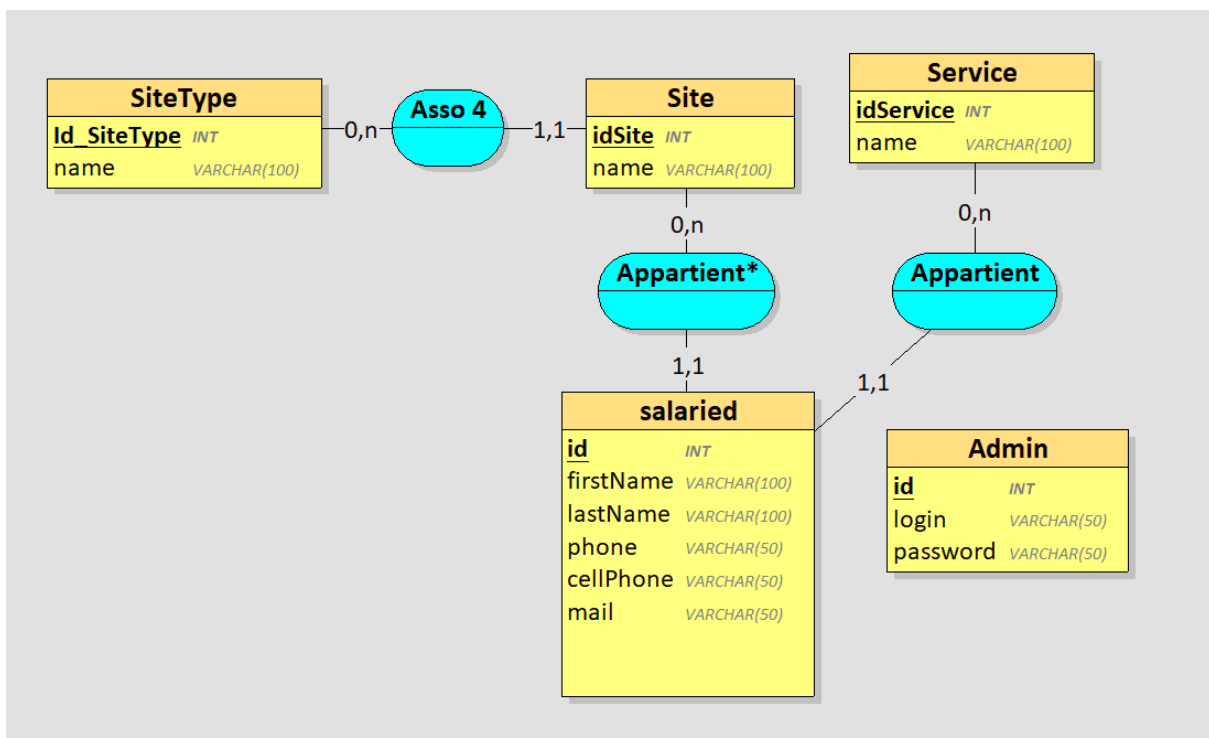 SiteType
Id_SiteType INT
name VARCHAR(100)
0,n
Asso 4
1,1
Site
idSite INT
name VARCHAR(100)
Service
idService INT
name VARCHAR(100)
0,n
0,n
Appartient*
Appartient
1,1
1,1
salaried
id INT
firstName VARCHAR(100)
lastName VARCHAR(100)
phone VARCHAR(50)
cellPhone VARCHAR(50)
mail VARCHAR(50)
Admin
id INT
login VARCHAR(50)
password VARCHAR(50)